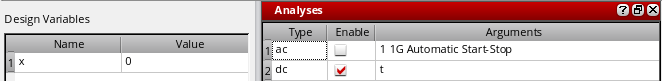 Design Variables
Name Value
1 x 0
Analyses
Type Enable Arguments
1 ac 1 1G Automatic Start-Stop
2 dc t